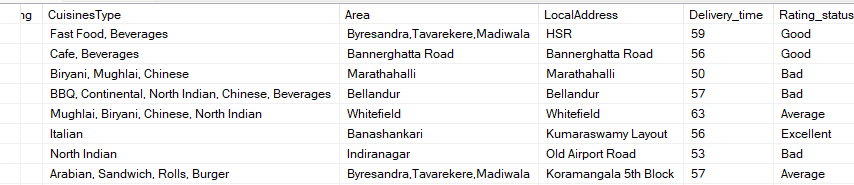 ng CuisinesType Area LocalAddress Delivery_time Rating_status
Fast Food, Beverages Byresandra,Tavarekere,Madiwala HSR 59 Good
Cafe, Beverages Bannerghatta Road Bannerghatta Road 56 Good
Biryani, Mughlai, Chinese Marathahalli Marathahalli 50 Bad
BBQ, Continental, North Indian, Chinese, Beverages Bellandur Bellandur 57 Bad
Mughlai, Biryani, Chinese, North Indian Whitefield Whitefield 63 Average
Italian Banashankari Kumaraswamy Layout 56 Excellent
North Indian Indiranagar Old Airport Road 53 Bad
Arabian, Sandwich, Rolls, Burger Byresandra,Tavarekere,Madiwala Koramangala 5th Block 57 Average